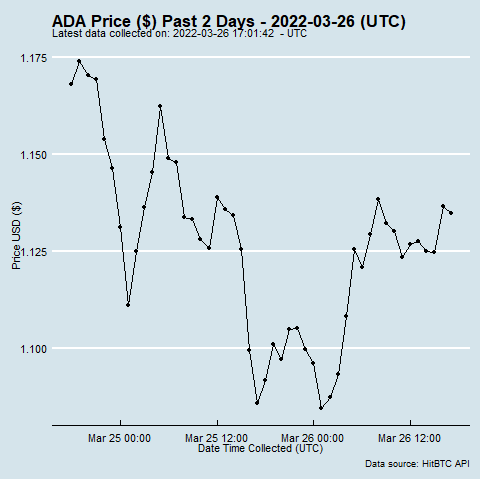 ADA Price ($) Past 2 Days - 2022-03-26 (UTC)
Latest data collected on: 2022-03-26 17:01:42  - UTC
1.175
1.150
1.125
1.100
Price USD ($)
Mar 25 00:00
Mar 25 12:00
Mar 26 00:00
Mar 26 12:00
Date Time Collected (UTC)
Data source: HitBTC API